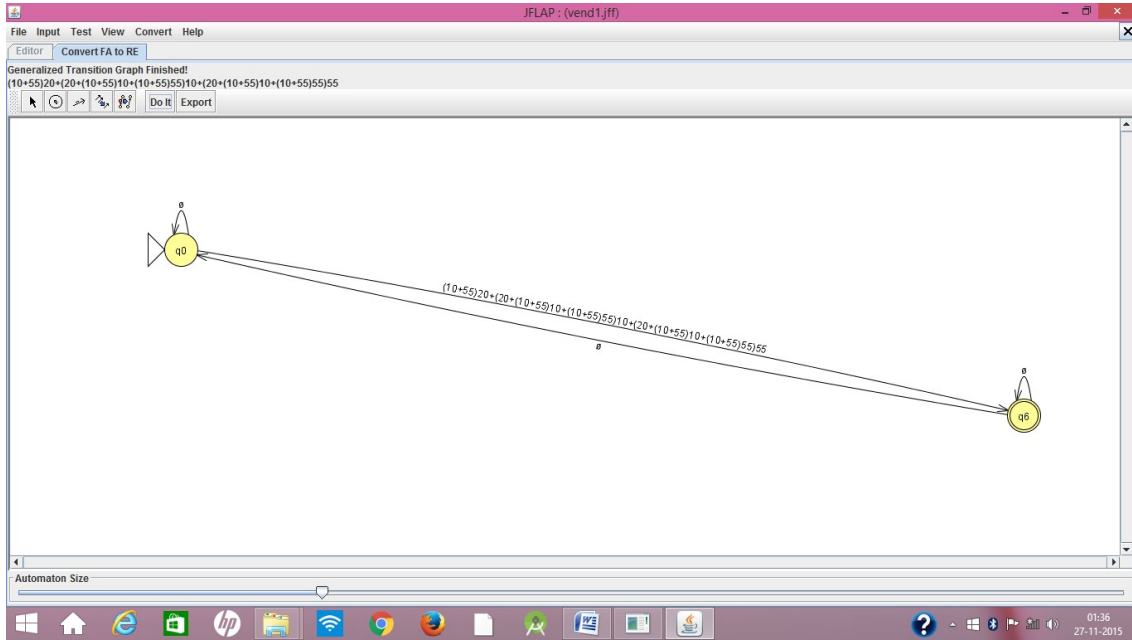 JFLAP : (vend1.jff)
File Input Test View Convert Help
Editor Convert FA to RE
Generalized Transition Graph Finished!
(10+55)20+(20+(10+55)10+(10+55)55)10+(20+(10+55)10+(10+55)55)55
Do It Export
ø
q0
(10+55)20+(20+(10+55)10+(10+55)55)10+(20+(10+55)10+(10+55)55)55
ø
ø
q6
Automaton Size
hp
01:36
27-11-2015